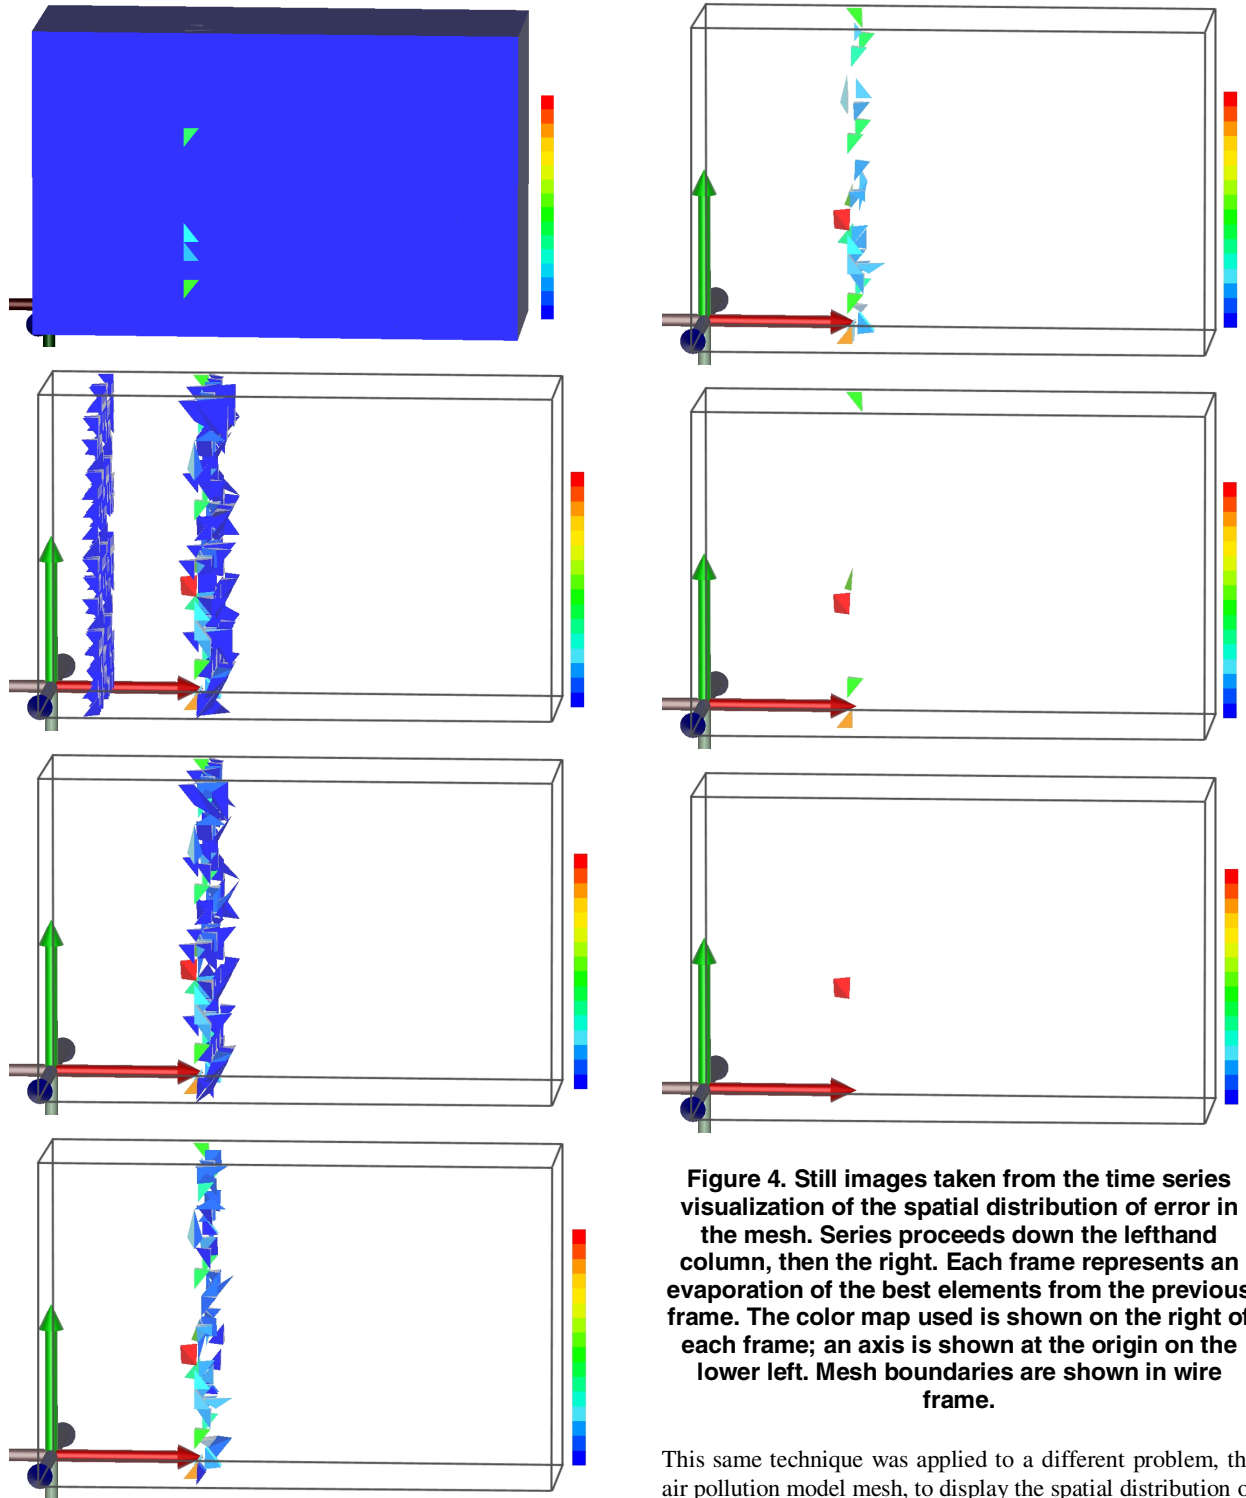 Figure 4. Still images taken from the time series
visualization of the spatial distribution of error in
the mesh. Series proceeds down the lefthand
column, then the right. Each frame represents an
evaporation of the best elements from the previous
frame. The color map used is shown on the right of
each frame; an axis is shown at the origin on the
lower left. Mesh boundaries are shown in wire
frame.
This same technique was applied to a different problem, th
air pollution model mesh, to display the spatial distribution o